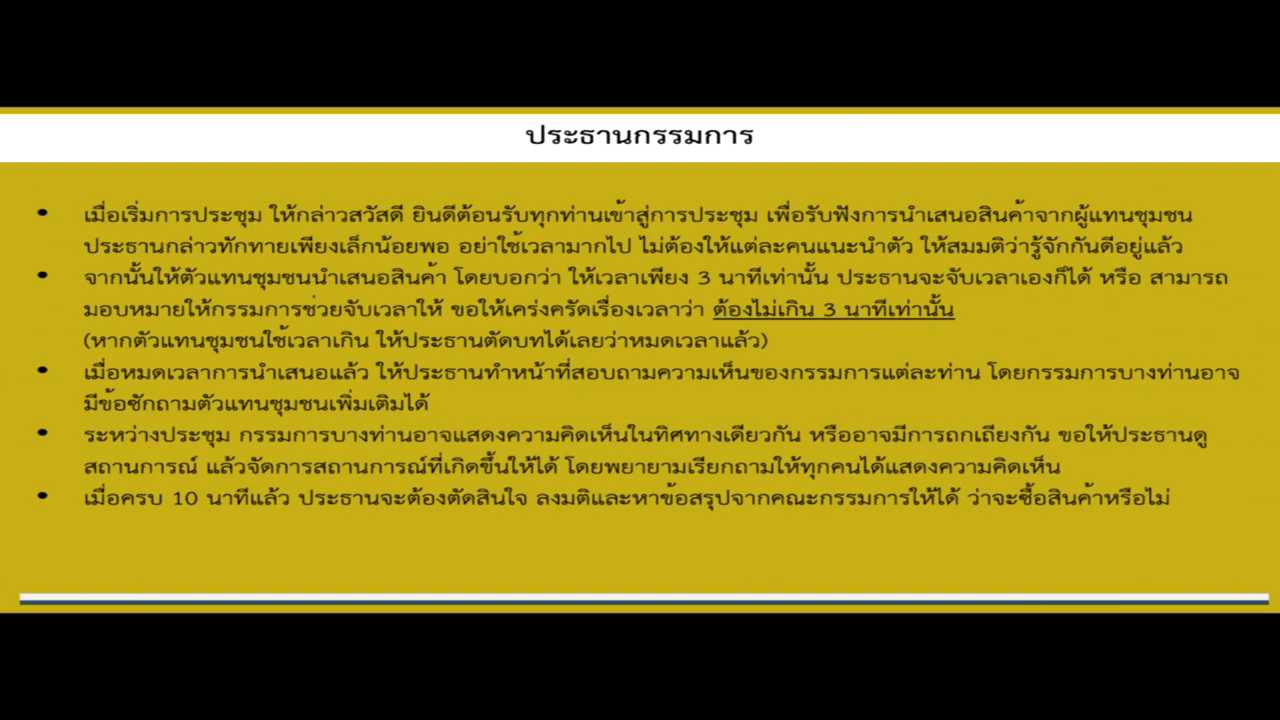 ประธานกรรมการ
• เมื่อเริ่มการประชุม ให้กล่าวสวัสดี ยินดีต้อนรับทุกท่านเข้าสู่การประชุม เพื่อรับฟังการนำเสนอสินค้าจากผู้แทนชุมชน
ประธานกล่าวทักทายเพียงเล็กน้อยพอ อย่าใช้เวลามากไป ไม่ต้องให้แต่ละคนแนะนำตัว ให้สมมติว่ารู้จักกันดีอยู่แล้ว
• จากนั้นให้ตัวแทนชุมชนนำเสนอสินค้า โดยบอกว่า ให้เวลาเพียง 3 นาทีเท่านั้น ประธานจะจับเวลาเองก็ได้ หรือ สามารถ
มอบหมายให้กรรมการช่วยจับเวลาให้ ขอให้เคร่งครัดเรื่องเวลาว่า ต้องไม่เกิน 3 นาทีเท่านั้น
(หากตัวแทนชุมชนใช้เวลาเกิน ให้ประธานตัดบทได้เลยว่าหมดเวลาแล้ว)
• เมื่อหมดเวลาการนำเสนอแล้ว ให้ประธานทำหน้าที่สอบถามความเห็นของกรรมการแต่ละท่าน โดยกรรมการบางท่านอาจ
มีข้อซักถามตัวแทนชุมชนเพิ่มเติมได้
• ระหว่างประชุม กรรมการบางท่านอาจแสดงความคิดเห็นในทิศทางเดียวกัน หรืออาจมีการถกเถียงกัน ขอให้ประธานดู
สถานการณ์ แล้วจัดการสถานการณ์ที่เกิดขึ้นให้ได้ โดยพยายามเรียกถามให้ทุกคนได้แสดงความคิดเห็น
• เมื่อครบ 10 นาทีแล้ว ประธานจะต้องตัดสินใจ ลงมติและหาข้อสรุปจากคณะกรรมการให้ได้ ว่าจะซื้อสินค้าหรือไม่